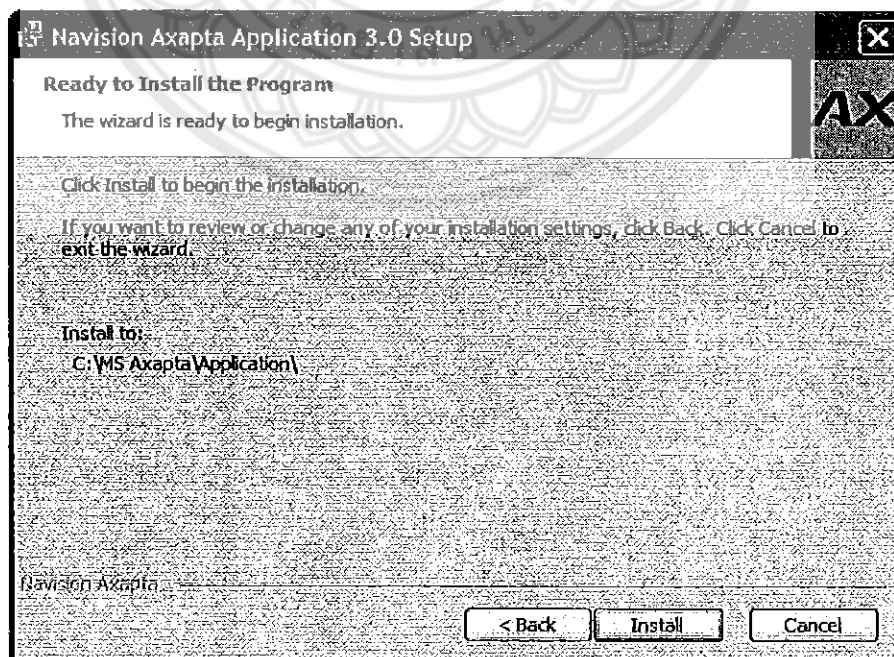 Navision Axapta Application 3.0 Setup
Ready to Install the Program
The wizard is ready to begin installation.
AX
Click Install to begin the installation.
If you want to review or change any of your installation settings, click Back. Click Cancel to
exit the wizard.
Install to:
C:\MS Axapta\Application\
Navision Axapta
< Back
Install
Cancel